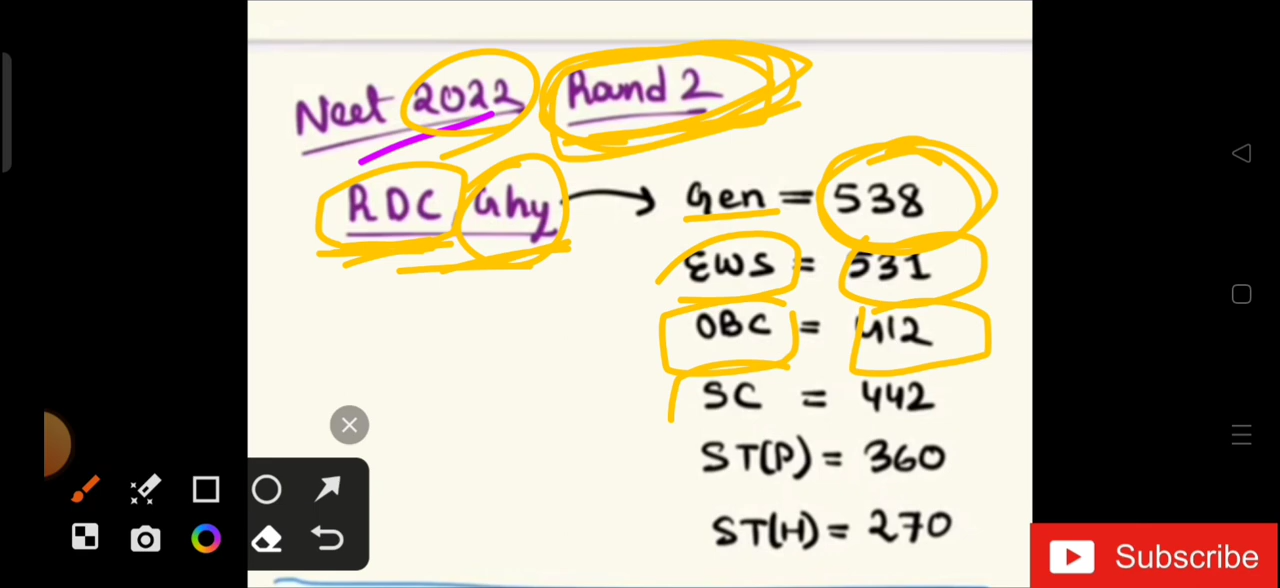 Neet 2022 Round 2
RDC Ghy → Gen = 538
EWS = 531
OBC = 412
SC = 442
ST(P) = 360
ST(H) = 270
Subscribe